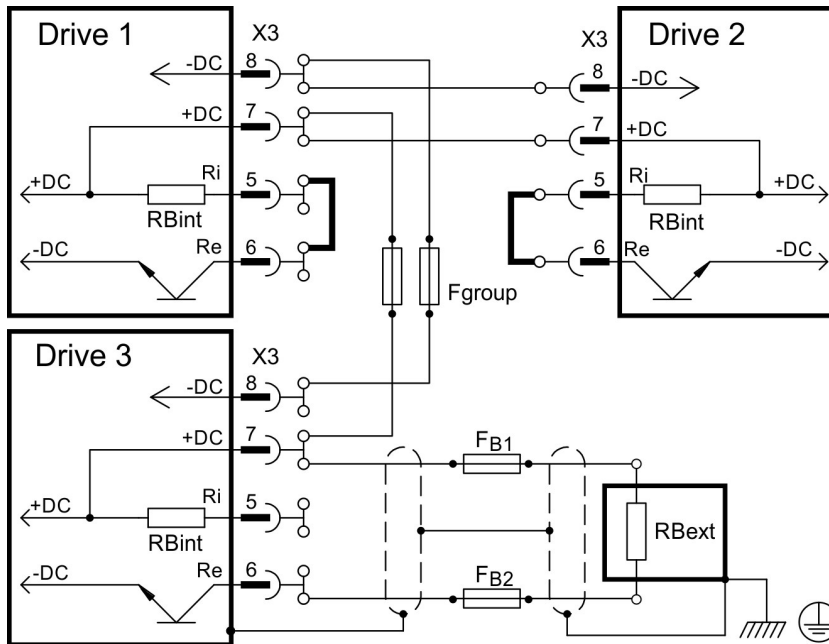 Drive 1
X3
8
-DC
7
+DC
+DC
Ri
5
RBint
-DC
Re
6
Drive 2
X3
8
-DC
7
+DC
5
Ri
+DC
RBint
6
Re
-DC
Fgroup
Drive 3
X3
8
-DC
7
+DC
+DC
Ri
5
RBint
-DC
Re
6
FB1
RBext
FB2